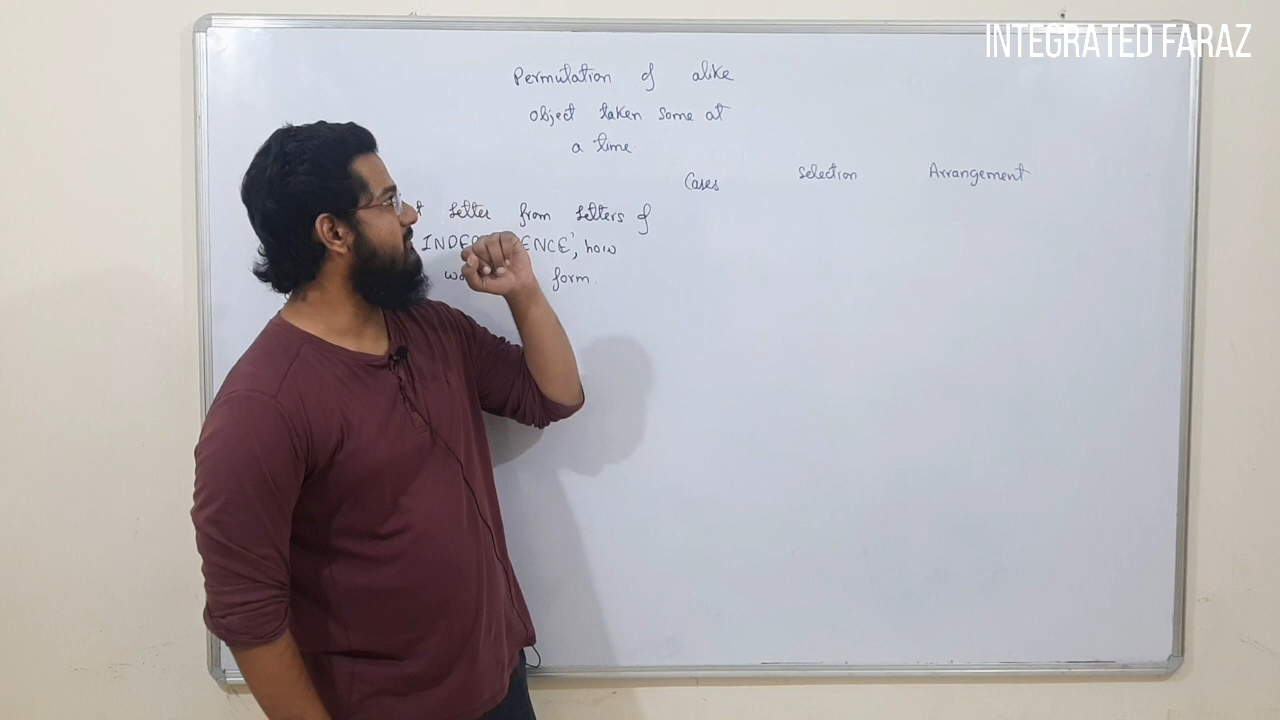 INTEGRATED FARAZ
Permutation of alike
object taken some at
a time.
Cases Selection Arrangement
letter from letters of
ENCE', how
form.